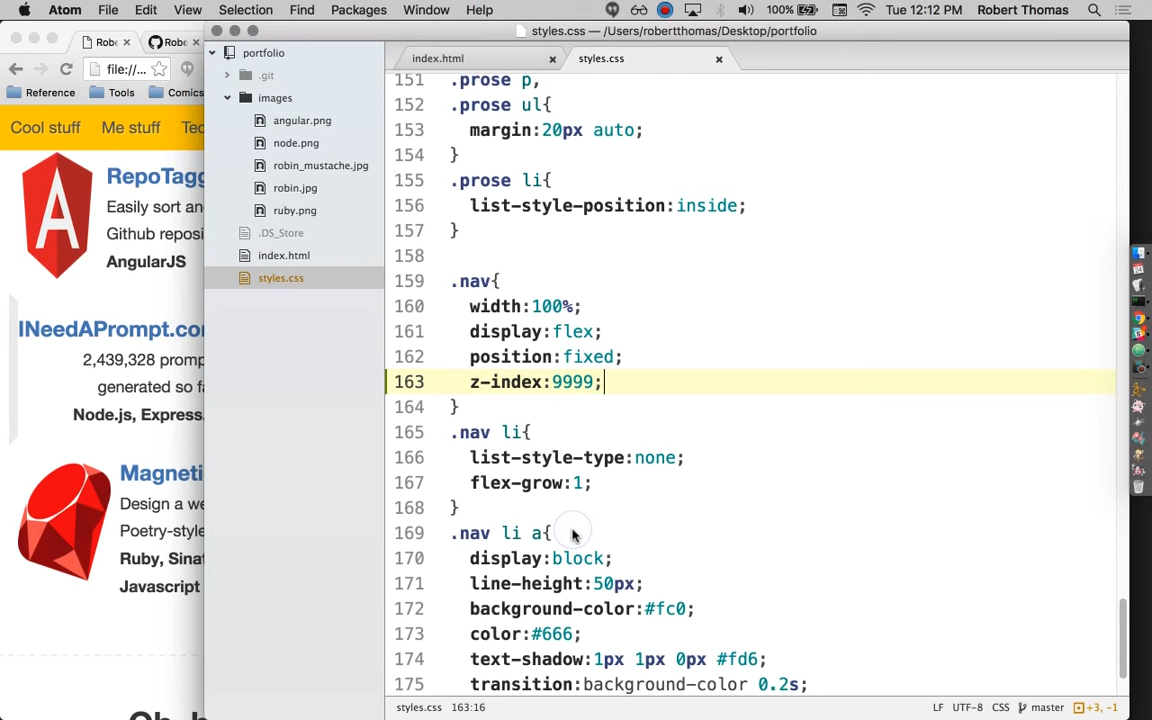 Atom File Edit View Selection Find Packages Window Help 100% Tue 12:12 PM Robert Thomas
styles.css — /Users/robertthomas/Desktop/portfolio
Robe × Robe ×
file://...
Reference Tools Comics
Cool stuff Me stuff Tec
RepoTagg
Easily sort an
Github reposi
AngularJS
INeedAPrompt.co
2,439,328 promp
generated so fa
Node.js, Express.
Magneti
Design a we
Poetry-style
Ruby, Sinat
Javascript
portfolio
.git
images
angular.png
node.png
robin_mustache.jpg
robin.jpg
ruby.png
.DS_Store
index.html
styles.css
index.html × styles.css ×
151 .prose p,
152 .prose ul{
153 margin:20px auto;
154 }
155 .prose li{
156 list-style-position:inside;
157 }
158
159 .nav{
160 width:100%;
161 display:flex;
162 position:fixed;
163 z-index:9999;
164 }
165 .nav li{
166 list-style-type:none;
167 flex-grow:1;
168 }
169 .nav li a{
170 display:block;
171 line-height:50px;
172 background-color:#fc0;
173 color:#666;
174 text-shadow:1px 1px 0px #fd6;
175 transition:background-color 0.2s;
styles.css 163:16 LF UTF-8 CSS master +3, -1